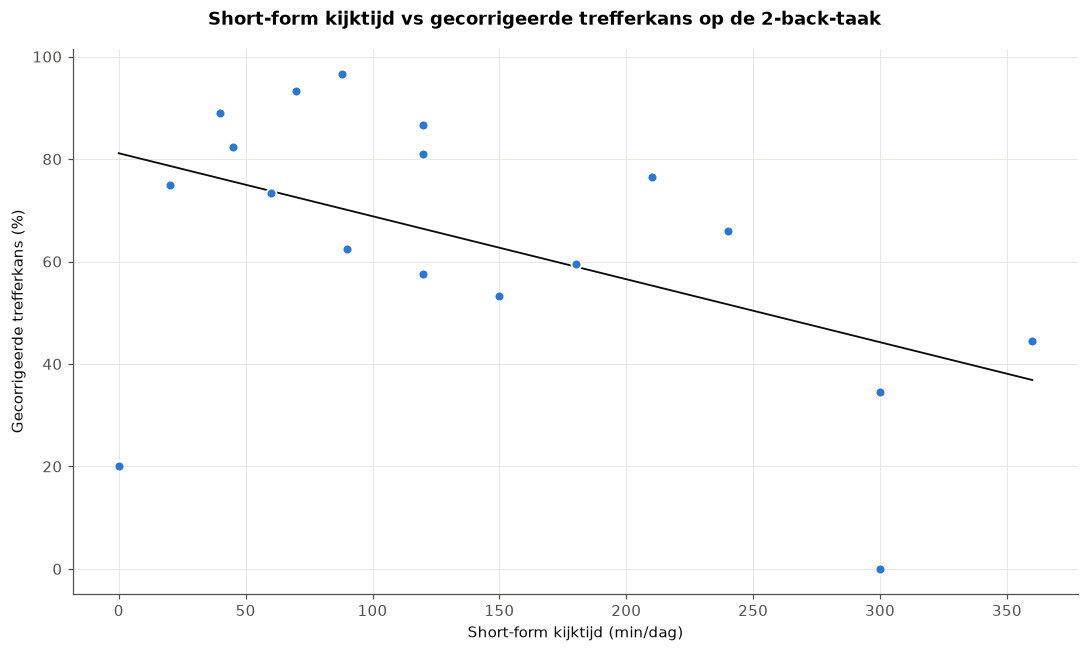 Short-form kijktijd vs gecorrigeerde trefferkans op de 2-back-taak
Gecorrigeerde trefferkans (%)
100
80
60
40
20
0
0 50 100 150 200 250 300 350
Short-form kijktijd (min/dag)